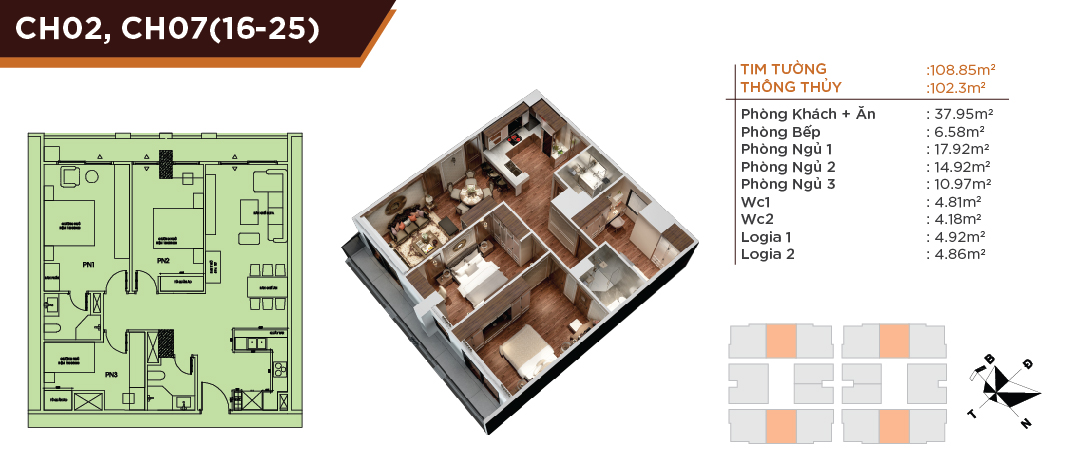 CH02, CH07(16-25)
TIM TƯỜNG :108.85m²
THÔNG THỦY :102.3m²
Phòng Khách + Ăn : 37.95m²
Phòng Bếp : 6.58m²
Phòng Ngủ 1 : 17.92m²
Phòng Ngủ 2 : 14.92m²
Phòng Ngủ 3 : 10.97m²
Wc1 : 4.81m²
Wc2 : 4.18m²
Logia 1 : 4.92m²
Logia 2 : 4.86m²
PN1
PN2
PN3
B
Đ
T
N